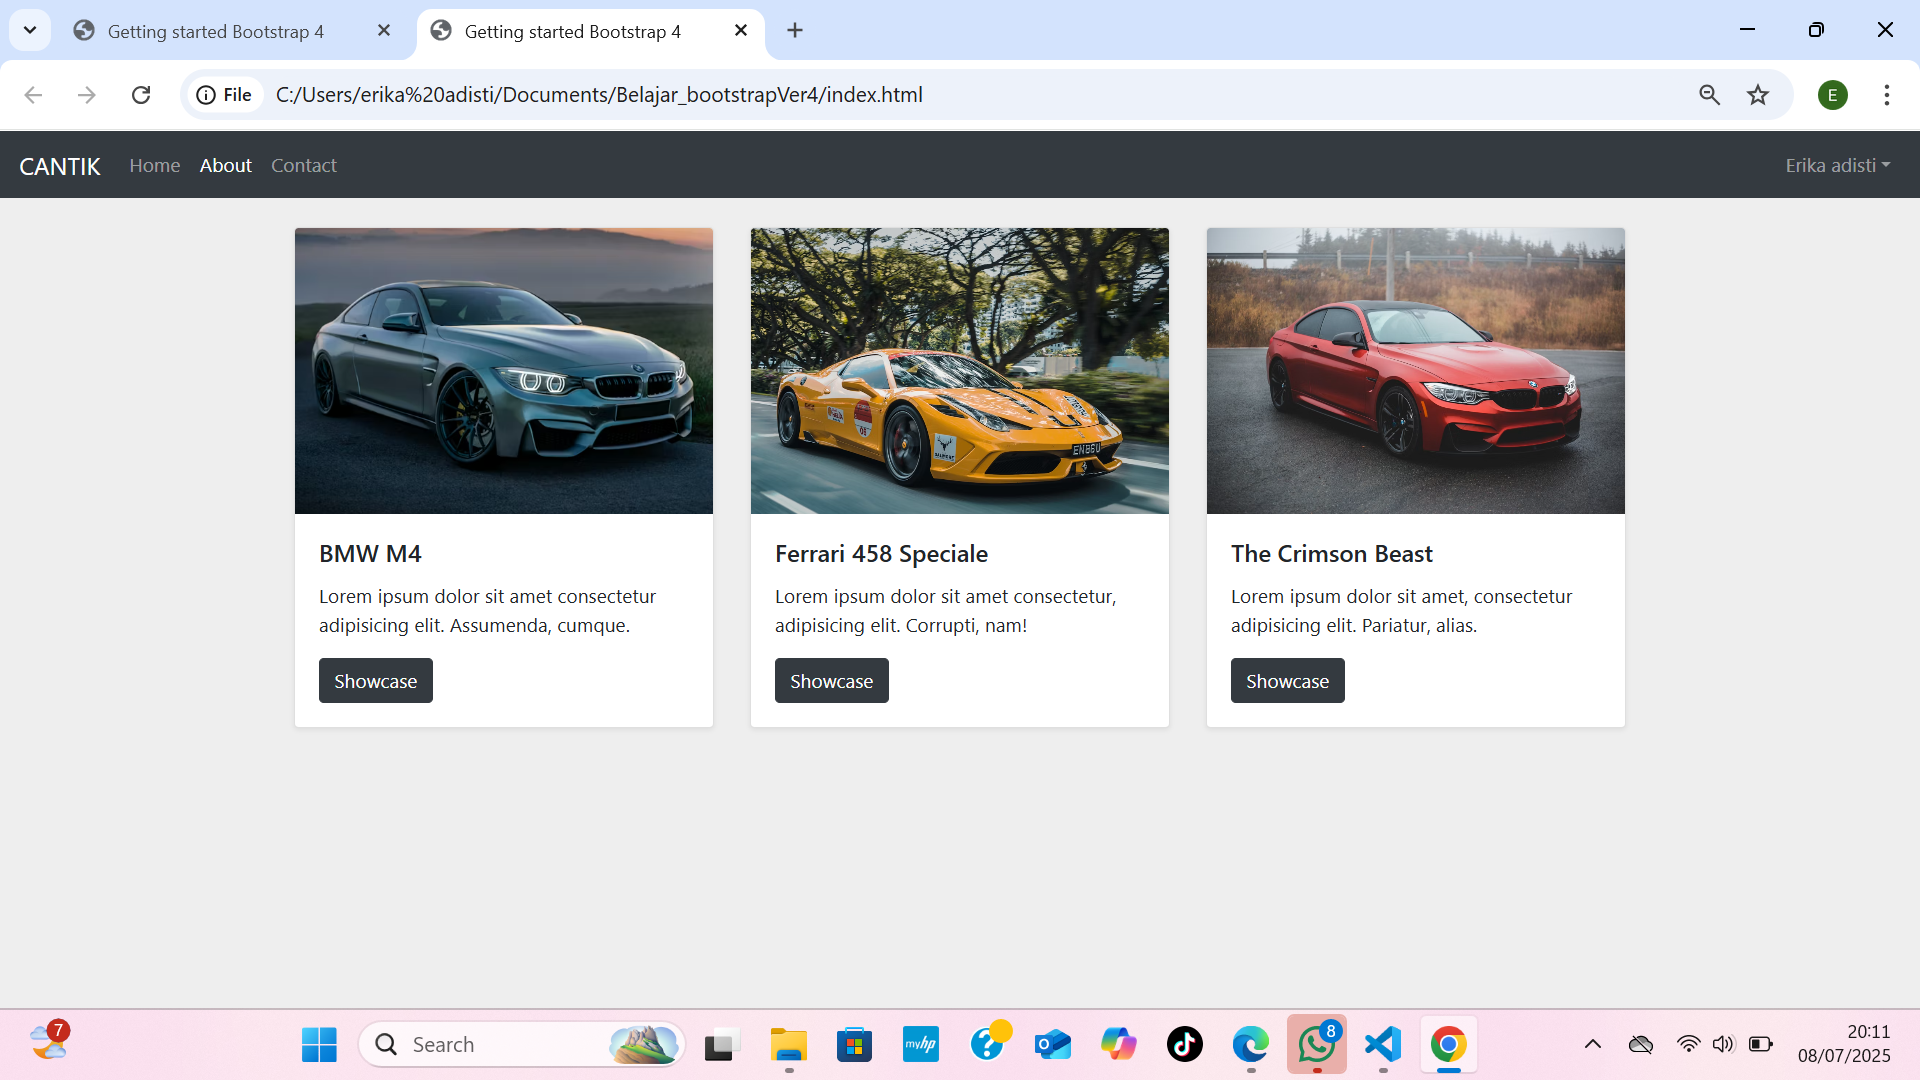 Getting started Bootstrap 4
Getting started Bootstrap 4
File
C:/Users/erika%20adisti/Documents/Belajar_bootstrapVer4/index.html
E
CANTIK
Home
About
Contact
Erika adisti
EN860
BMW M4
Lorem ipsum dolor sit amet consectetur
adipisicing elit. Assumenda, cumque.
Showcase
Ferrari 458 Speciale
Lorem ipsum dolor sit amet consectetur,
adipisicing elit. Corrupti, nam!
Showcase
The Crimson Beast
Lorem ipsum dolor sit amet, consectetur
adipisicing elit. Pariatur, alias.
Showcase
7
Search
myhp
8
20:11
08/07/2025